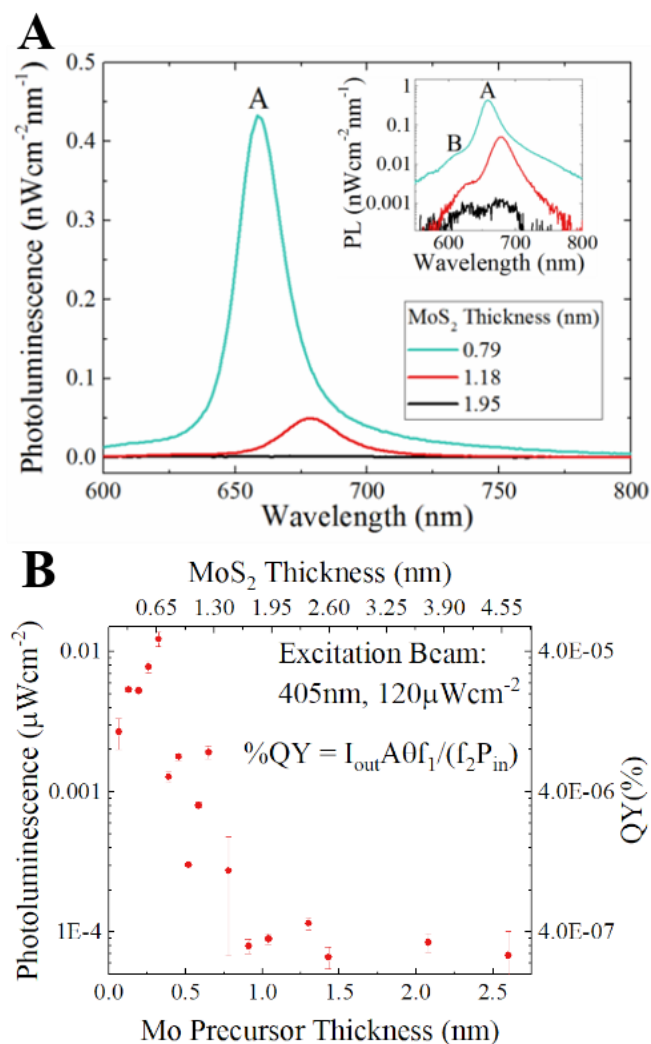 A
Photoluminescence (nWcm⁻²nm⁻¹)
0.5
0.4
0.3
0.2
0.1
0.0
600 650 700 750 800
Wavelength (nm)
A
PL (nWcm⁻²nm⁻¹)
1
0.1
0.01
0.001
A
B
600 700 800
Wavelength (nm)
MoS₂ Thickness (nm)
0.79
1.18
1.95
B
MoS₂ Thickness (nm)
0.65 1.30 1.95 2.60 3.25 3.90 4.55
Photoluminescence (μWcm⁻²)
0.01
0.001
1E-4
Excitation Beam:
405nm, 120μWcm⁻²
%QY = I_outAθf₁/(f₂P_in)
4.0E-05
4.0E-06
4.0E-07
QY(%)
0.0 0.5 1.0 1.5 2.0 2.5
Mo Precursor Thickness (nm)